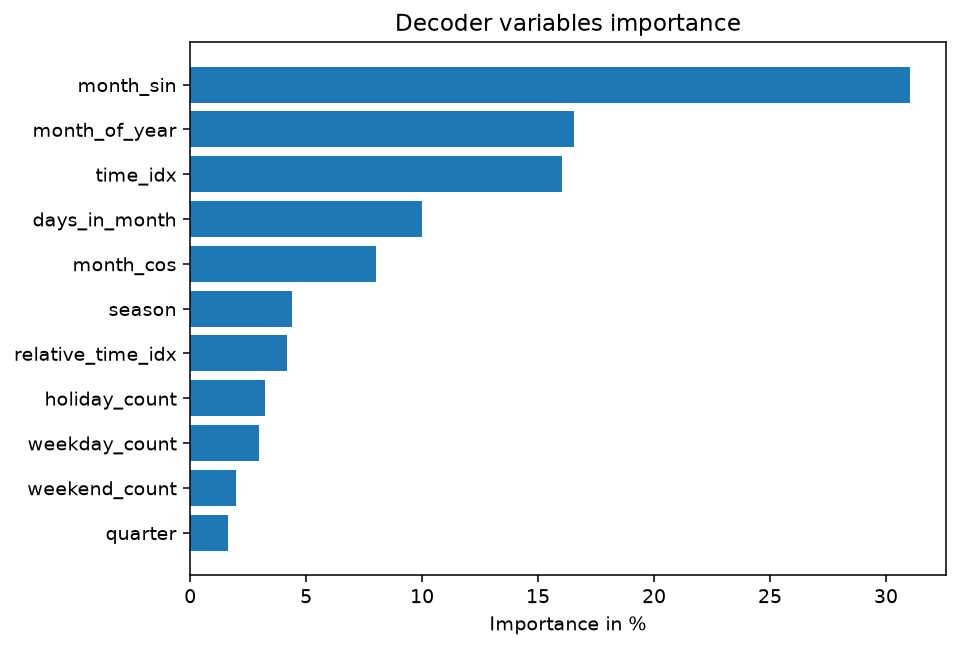 Decoder variables importance
month_sin
month_of_year
time_idx
days_in_month
month_cos
season
relative_time_idx
holiday_count
weekday_count
weekend_count
quarter
0 5 10 15 20 25 30
Importance in %